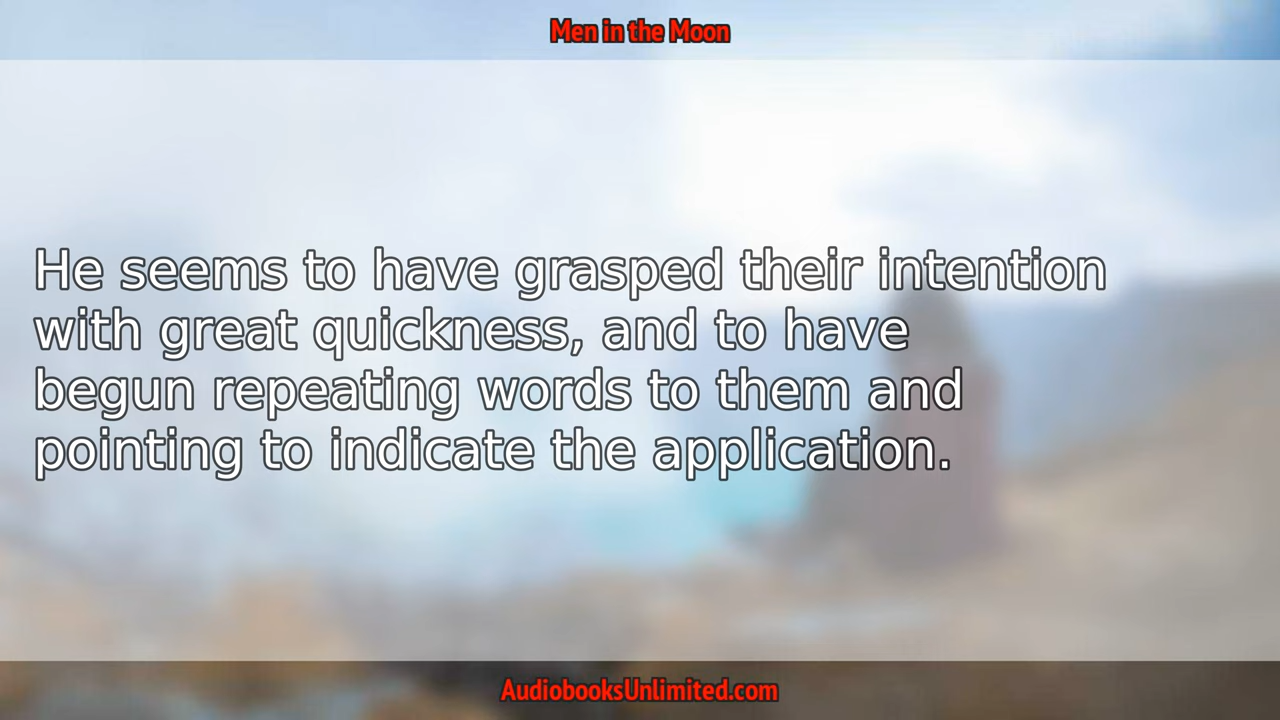 Men in the Moon
He seems to have grasped their intention
with great quickness, and to have
begun repeating words to them and
pointing to indicate the application.
AudiobooksUnlimited.com